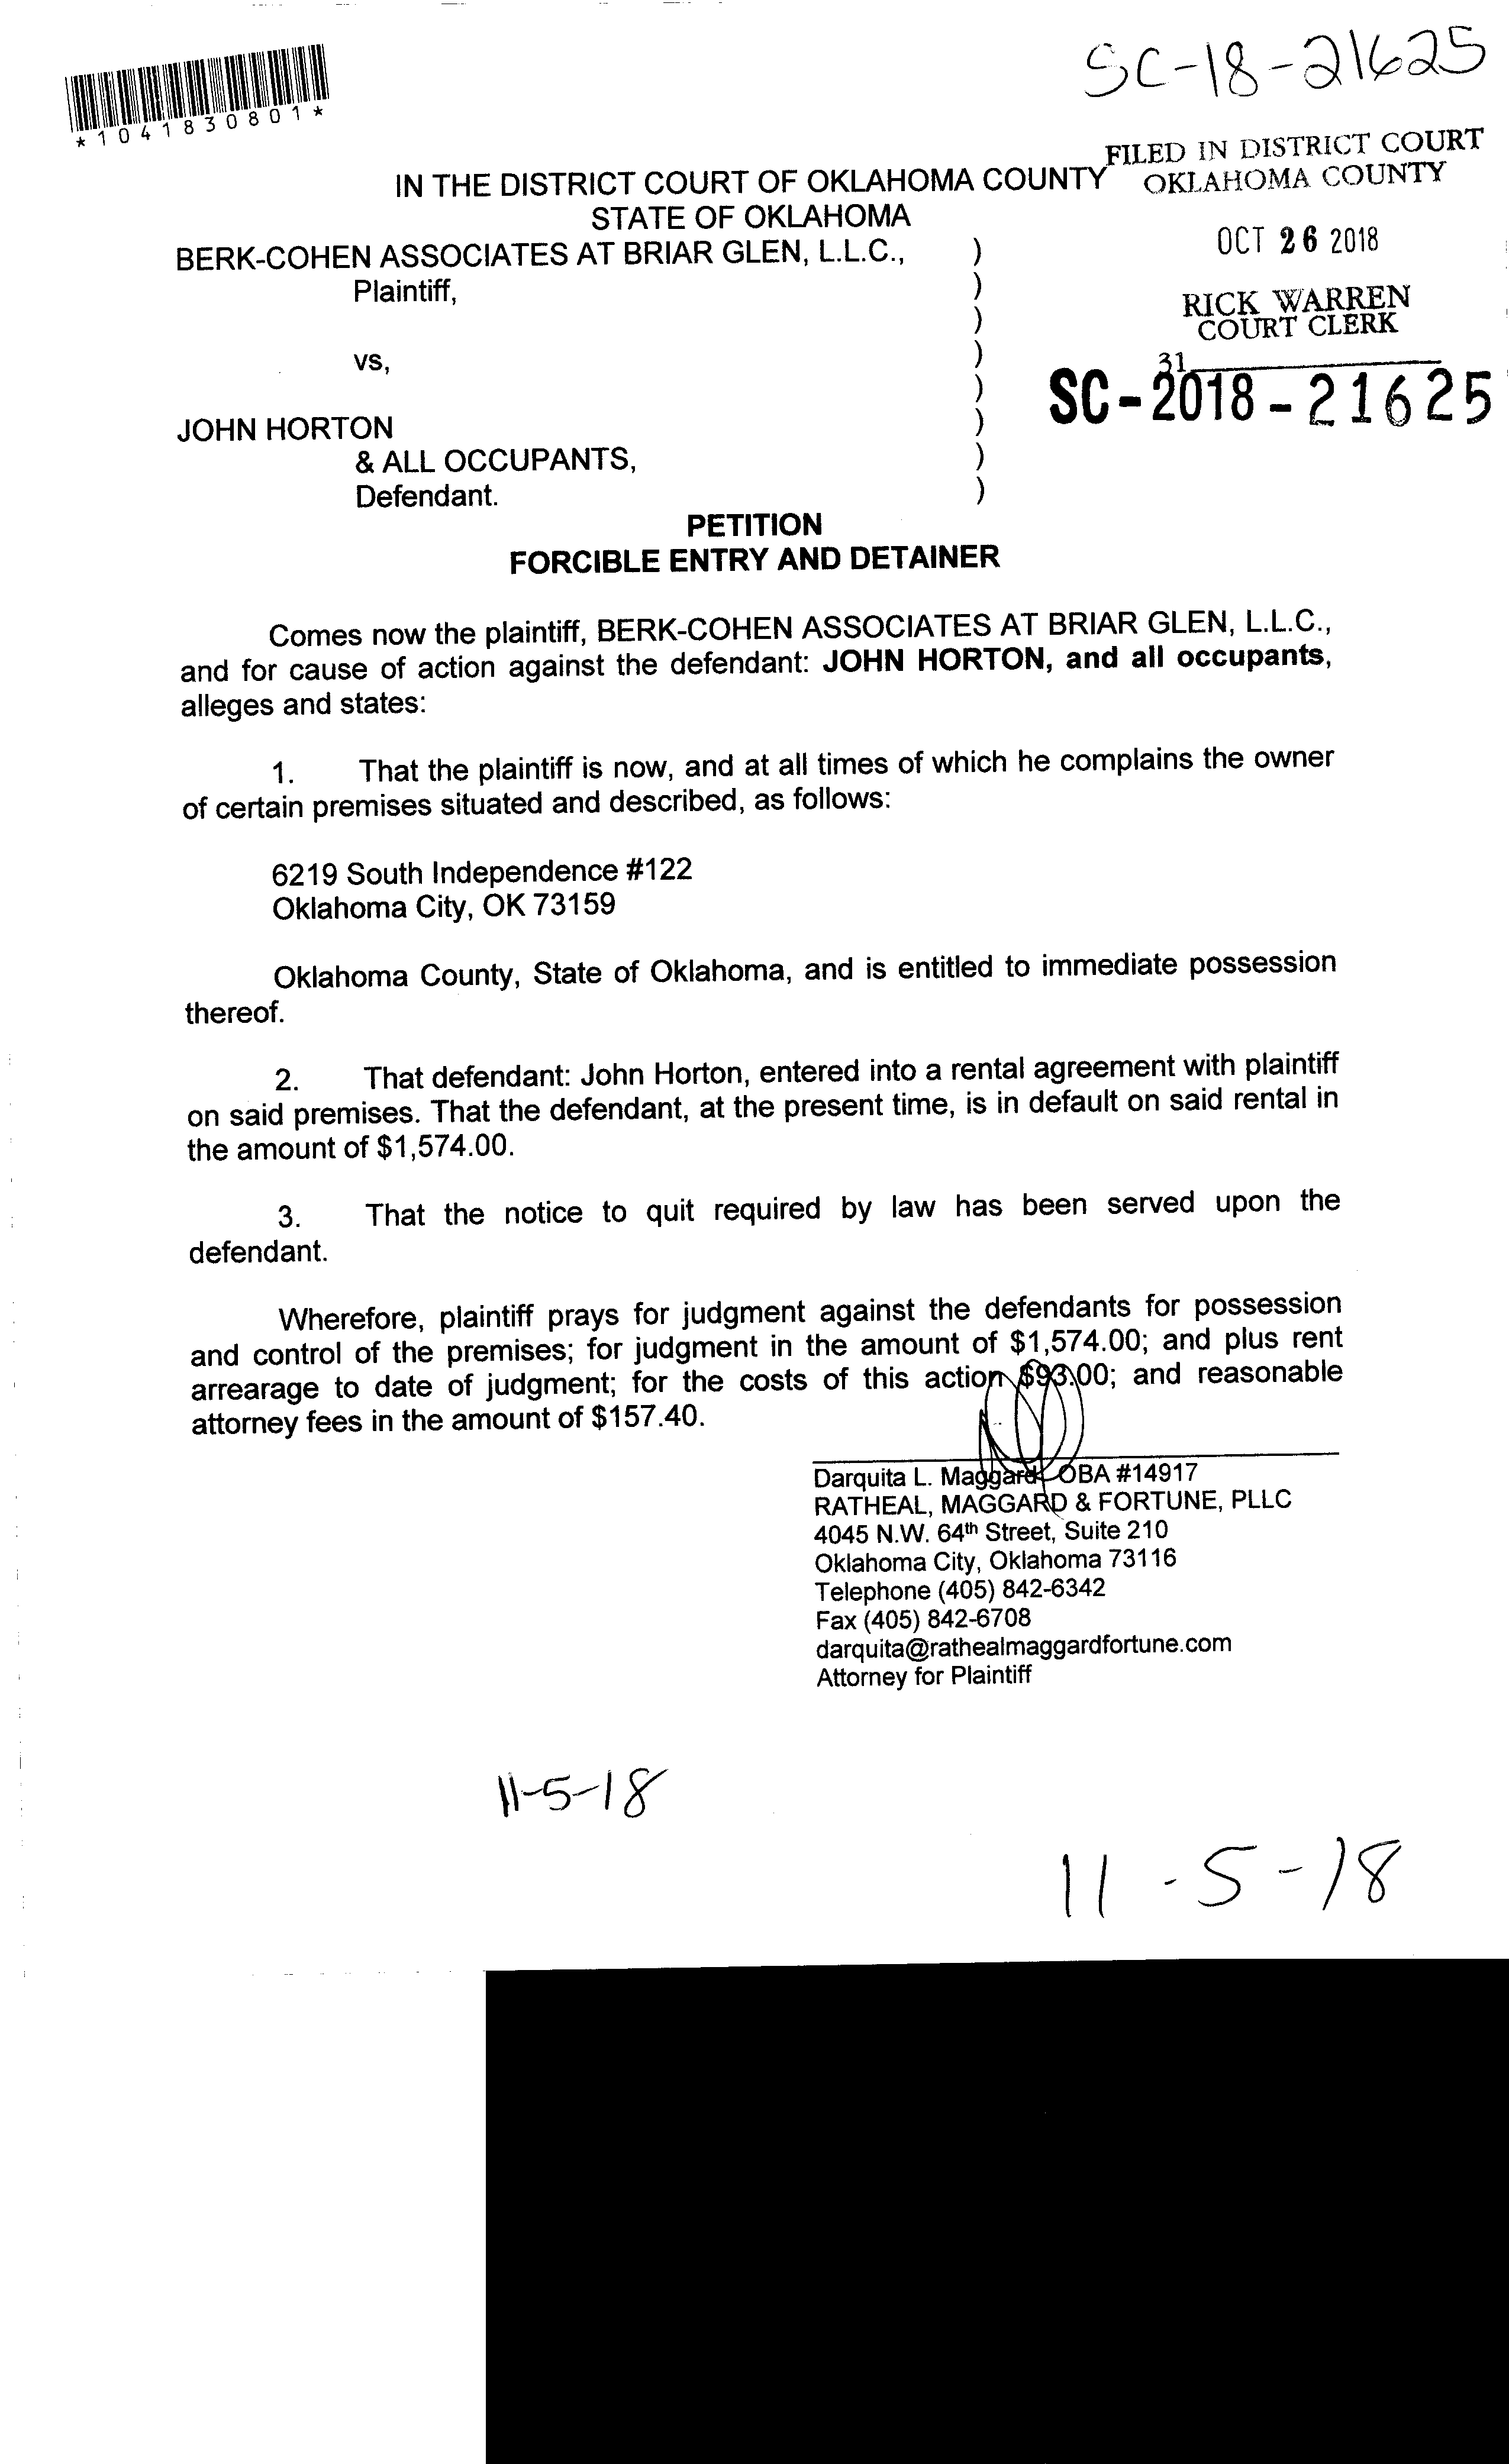 SC-18-21625
*1041830801*
FILED IN DISTRICT COURT
OKLAHOMA COUNTY
IN THE DISTRICT COURT OF OKLAHOMA COUNTY
STATE OF OKLAHOMA
OCT 26 2018
BERK-COHEN ASSOCIATES AT BRIAR GLEN, L.L.C., )
Plaintiff, )
RICK WARREN
COURT CLERK
)
vs, )
31
SC-2018-21625
)
JOHN HORTON )
& ALL OCCUPANTS, )
Defendant. )
PETITION
FORCIBLE ENTRY AND DETAINER
Comes now the plaintiff, BERK-COHEN ASSOCIATES AT BRIAR GLEN, L.L.C.,
and for cause of action against the defendant: JOHN HORTON, and all occupants,
alleges and states:
1. That the plaintiff is now, and at all times of which he complains the owner
of certain premises situated and described, as follows:
6219 South Independence #122
Oklahoma City, OK 73159
Oklahoma County, State of Oklahoma, and is entitled to immediate possession
thereof.
2. That defendant: John Horton, entered into a rental agreement with plaintiff
on said premises. That the defendant, at the present time, is in default on said rental in
the amount of $1,574.00.
3. That the notice to quit required by law has been served upon the
defendant.
Wherefore, plaintiff prays for judgment against the defendants for possession
and control of the premises; for judgment in the amount of $1,574.00; and plus rent
arrearage to date of judgment; for the costs of this action $93.00; and reasonable
attorney fees in the amount of $157.40.
Darquita L. Maggard OBA #14917
RATHEAL, MAGGARD & FORTUNE, PLLC
4045 N.W. 64th Street, Suite 210
Oklahoma City, Oklahoma 73116
Telephone (405) 842-6342
Fax (405) 842-6708
darquita@rathealmaggardfortune.com
Attorney for Plaintiff
11-5-18
11-5-18